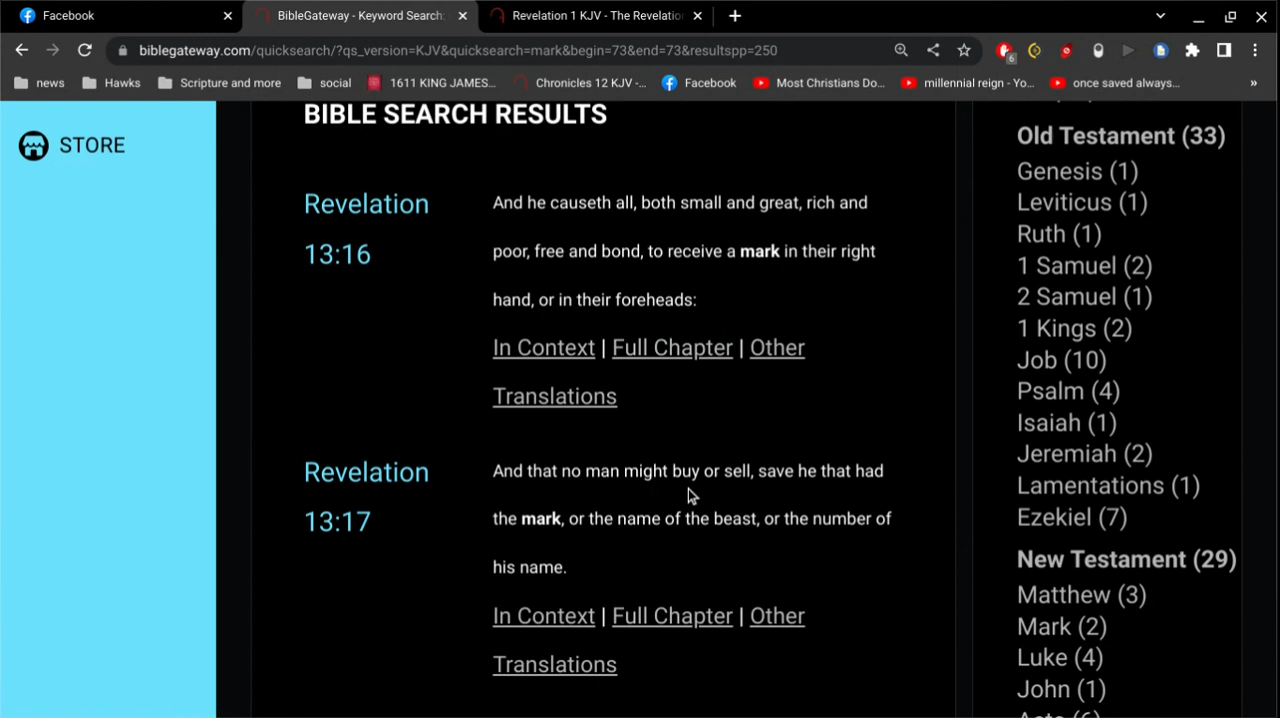 Facebook
BibleGateway - Keyword Search:
Revelation 1 KJV - The Revelation
biblegateway.com/quicksearch/?qs_version=KJV&quicksearch=mark&begin=73&end=73&resultspp=250
6
news
Hawks
Scripture and more
social
1611 KING JAMES...
Chronicles 12 KJV -...
Facebook
Most Christians Do...
millennial reign - Yo...
once saved always...
»
STORE
BIBLE SEARCH RESULTS
Revelation
13:16
And he causeth all, both small and great, rich and
poor, free and bond, to receive a mark in their right
hand, or in their foreheads:
In Context | Full Chapter | Other
Translations
Revelation
13:17
And that no man might buy or sell, save he that had
the mark, or the name of the beast, or the number of
his name.
In Context | Full Chapter | Other
Translations
Old Testament (33)
Genesis (1)
Leviticus (1)
Ruth (1)
1 Samuel (2)
2 Samuel (1)
1 Kings (2)
Job (10)
Psalm (4)
Isaiah (1)
Jeremiah (2)
Lamentations (1)
Ezekiel (7)
New Testament (29)
Matthew (3)
Mark (2)
Luke (4)
John (1)